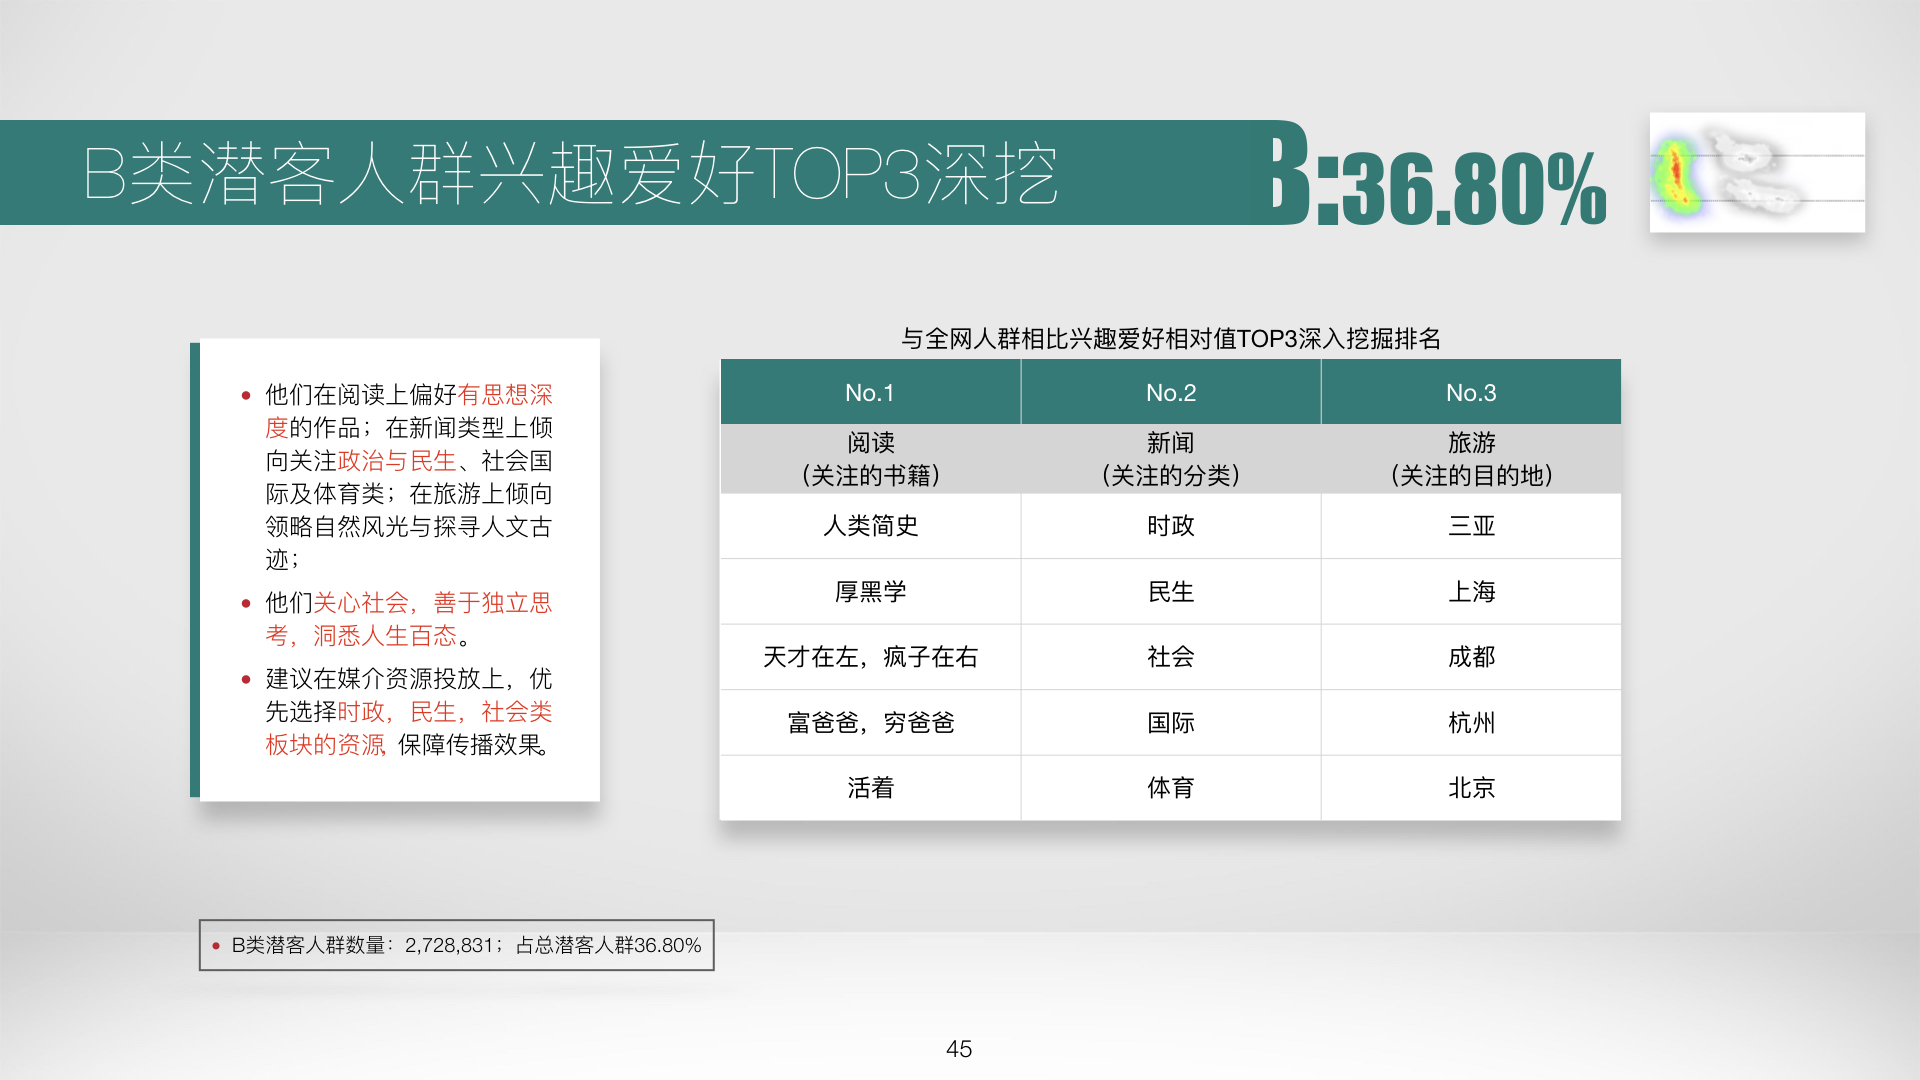 B类潜客人群兴趣爱好TOP3深挖
B:36.80%
他们在阅读上偏好有思想深
度的作品；在新闻类型上倾
向关注政治与民生、社会国
际及体育类；在旅游上倾向
领略自然风光与探寻人文古
迹；
他们关心社会，善于独立思
考，洞悉人生百态。
建议在媒介资源投放上，优
先选择时政，民生，社会类
板块的资源，保障传播效果。
与全网人群相比兴趣爱好相对值TOP3深入挖掘排名
No.1 No.2 No.3
阅读 新闻 旅游
（关注的书籍） （关注的分类） （关注的目的地）
人类简史 时政 三亚
厚黑学 民生 上海
天才在左，疯子在右 社会 成都
富爸爸，穷爸爸 国际 杭州
活着 体育 北京
B类潜客人群数量：2,728,831；占总潜客人群36.80%
45